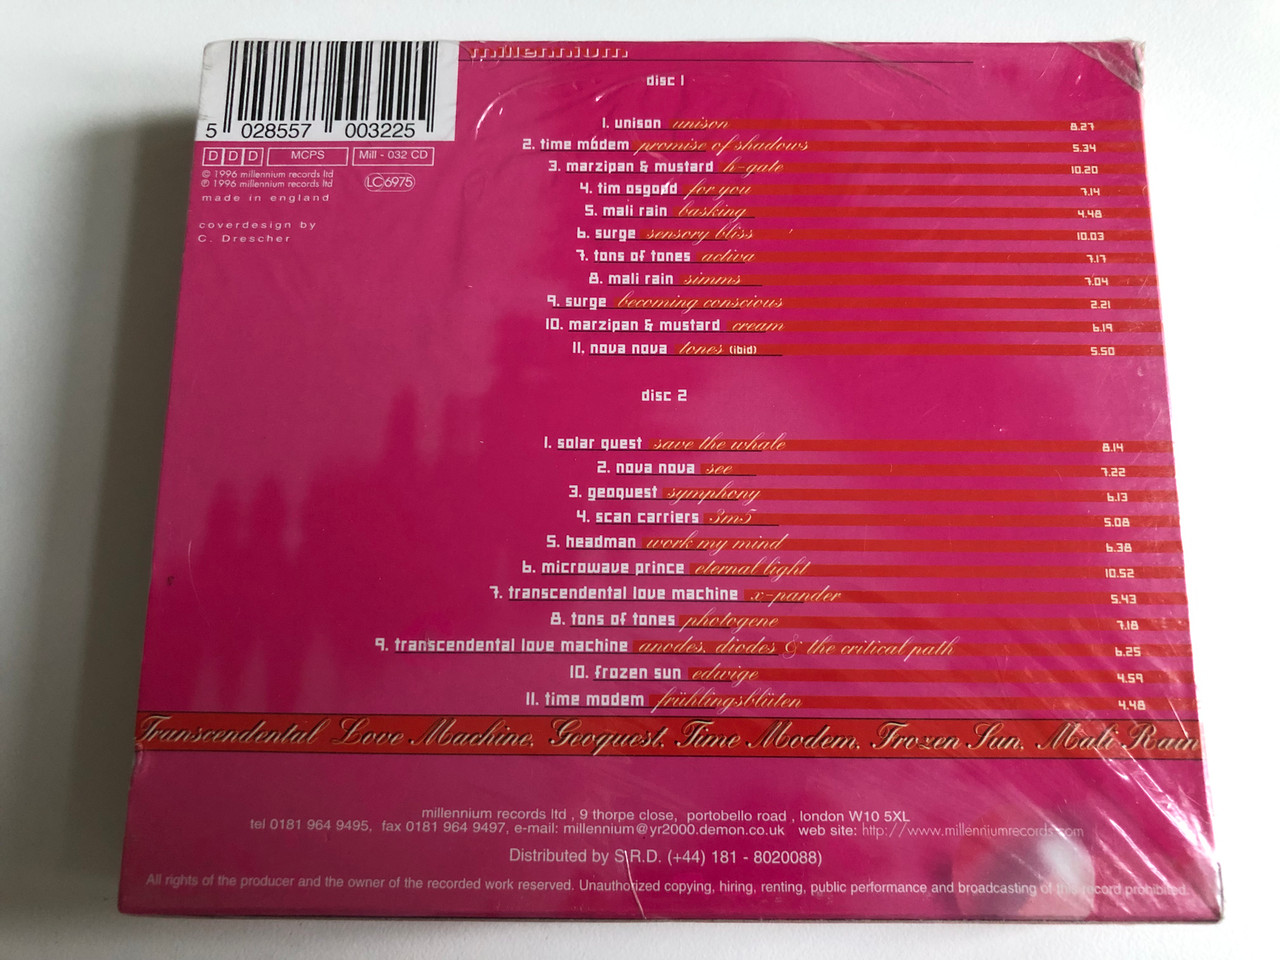 millennium
5 028557 003225
D D D MCPS Mill - 032 CD
© 1996 millennium records ltd
℗ 1996 millennium records ltd
LC 6975
made in england
coverdesign by
C. Drescher
disc 1
1. unison unison 8.27
2. time modem promise of shadows 5.34
3. marzipan & mustard h-gate 10.20
4. tim osgood for you 7.14
5. mali rain basking 4.48
6. surge sensory bliss 10.03
7. tons of tones activa 7.17
8. mali rain simms 7.04
9. surge becoming conscious 2.21
10. marzipan & mustard cream 6.19
11. nova nova tones (ibid) 5.50
disc 2
1. solar quest save the whale 8.14
2. nova nova see 7.22
3. geoquest symphony 6.13
4. scan carriers 3m5 5.08
5. headman work my mind 6.38
6. microwave prince eternal light 10.52
7. transcendental love machine x-pander 5.43
8. tons of tones photogene 7.18
9. transcendental love machine anodes, diodes & the critical path 6.25
10. frozen sun edwige 4.59
11. time modem frühlingsblüten 4.48
Transcendental Love Machine, Geoquest, Time Modem, Frozen Sun, Mali Rain
millennium records ltd , 9 thorpe close, portobello road , london W10 5XL
tel 0181 964 9495, fax 0181 964 9497, e-mail: millennium@yr2000.demon.co.uk web site: http://www.millenniumrecords.com
Distributed by S.R.D. (+44) 181 - 8020088)
All rights of the producer and the owner of the recorded work reserved. Unauthorized copying, hiring, renting, public performance and broadcasting of this record prohibited.